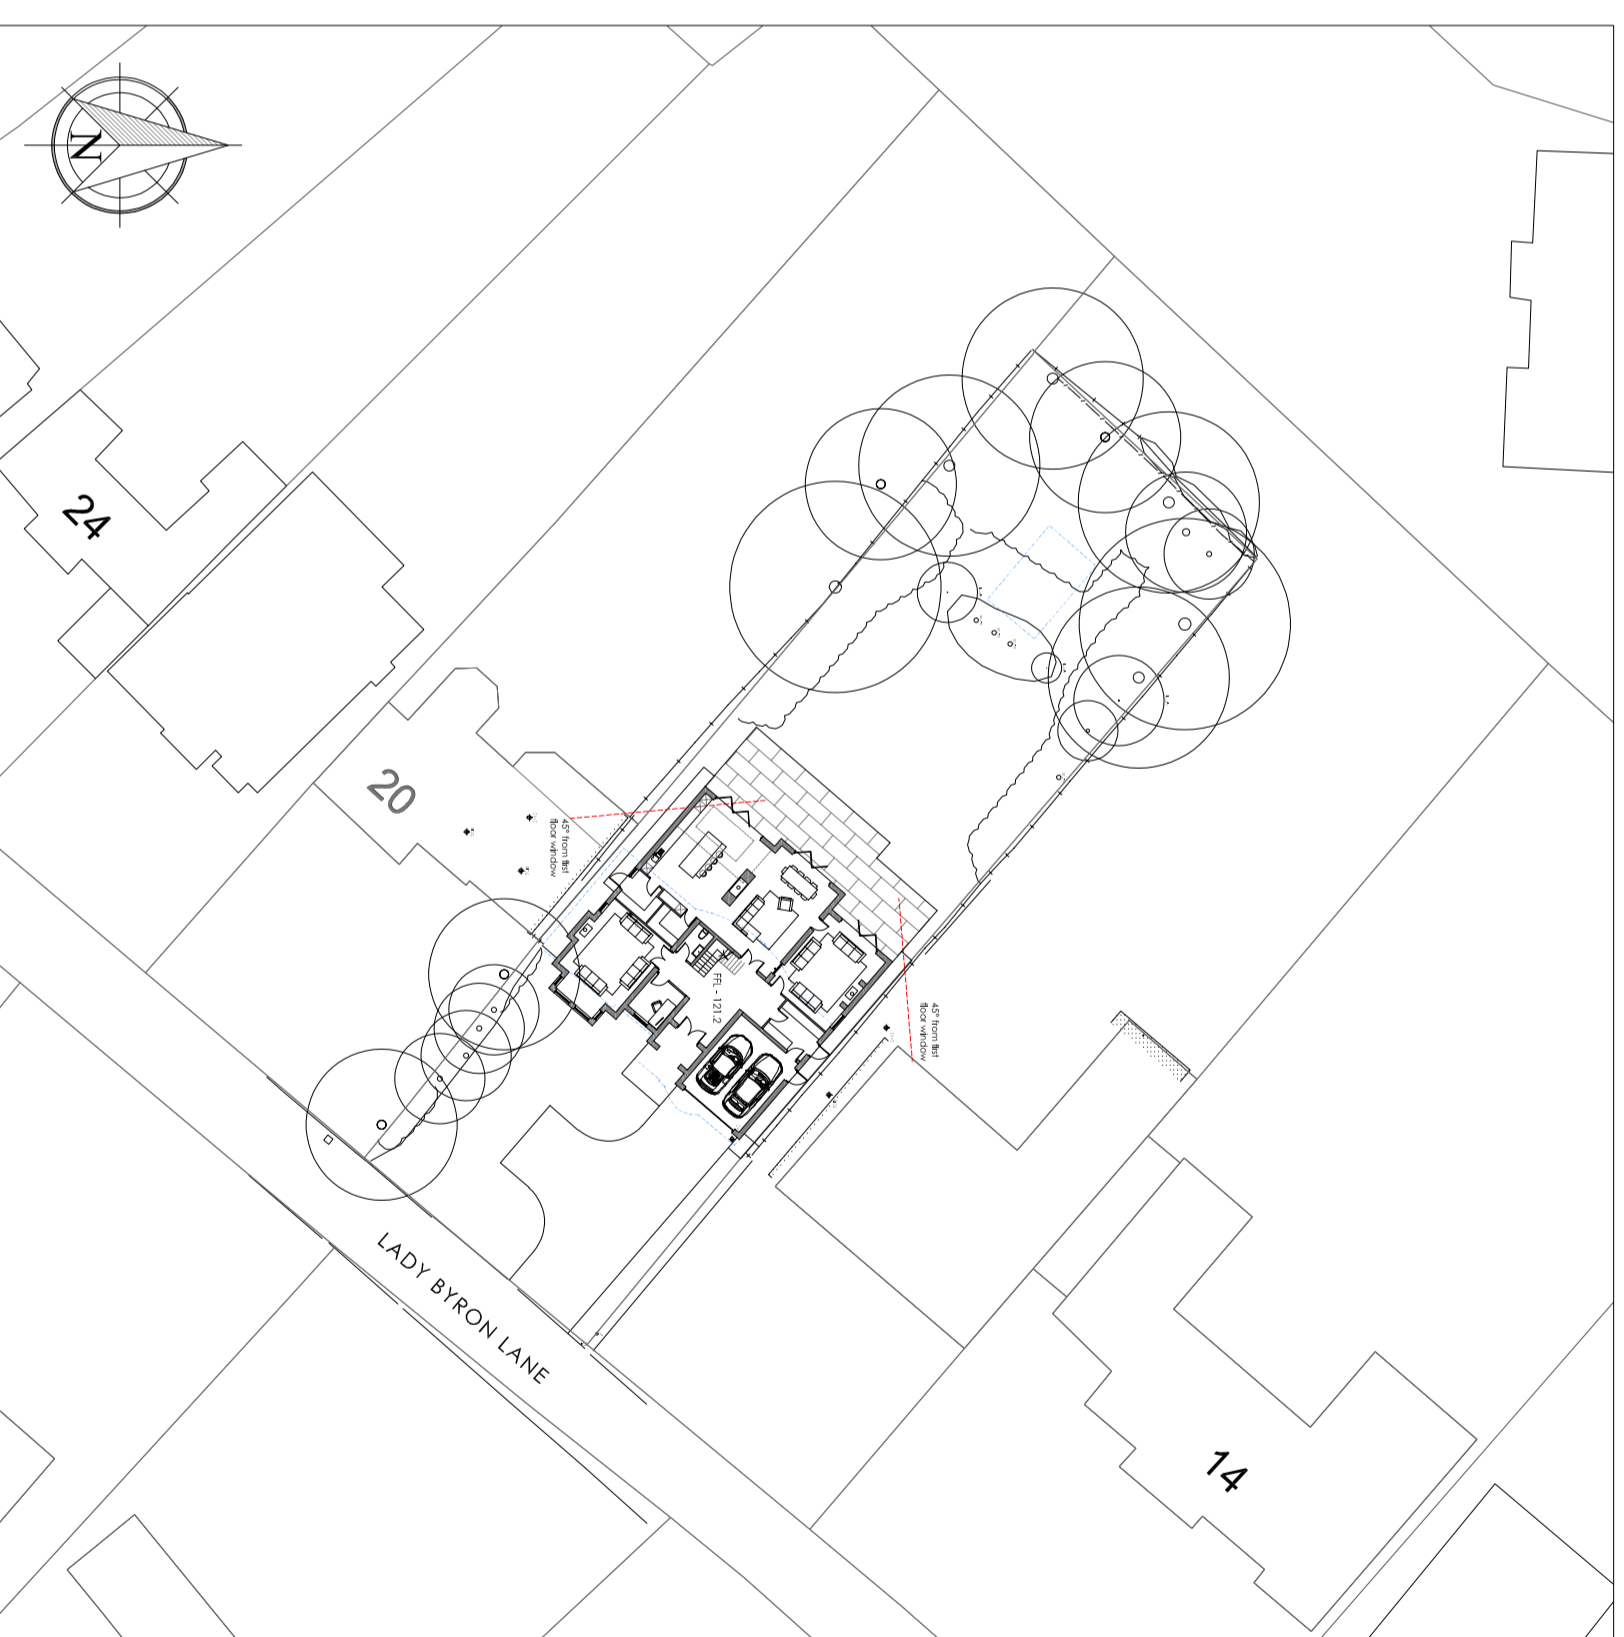 N
24
20
45° from first
floor window
FFL - 121.2
45° from first
floor window
LADY BYRON LANE
14